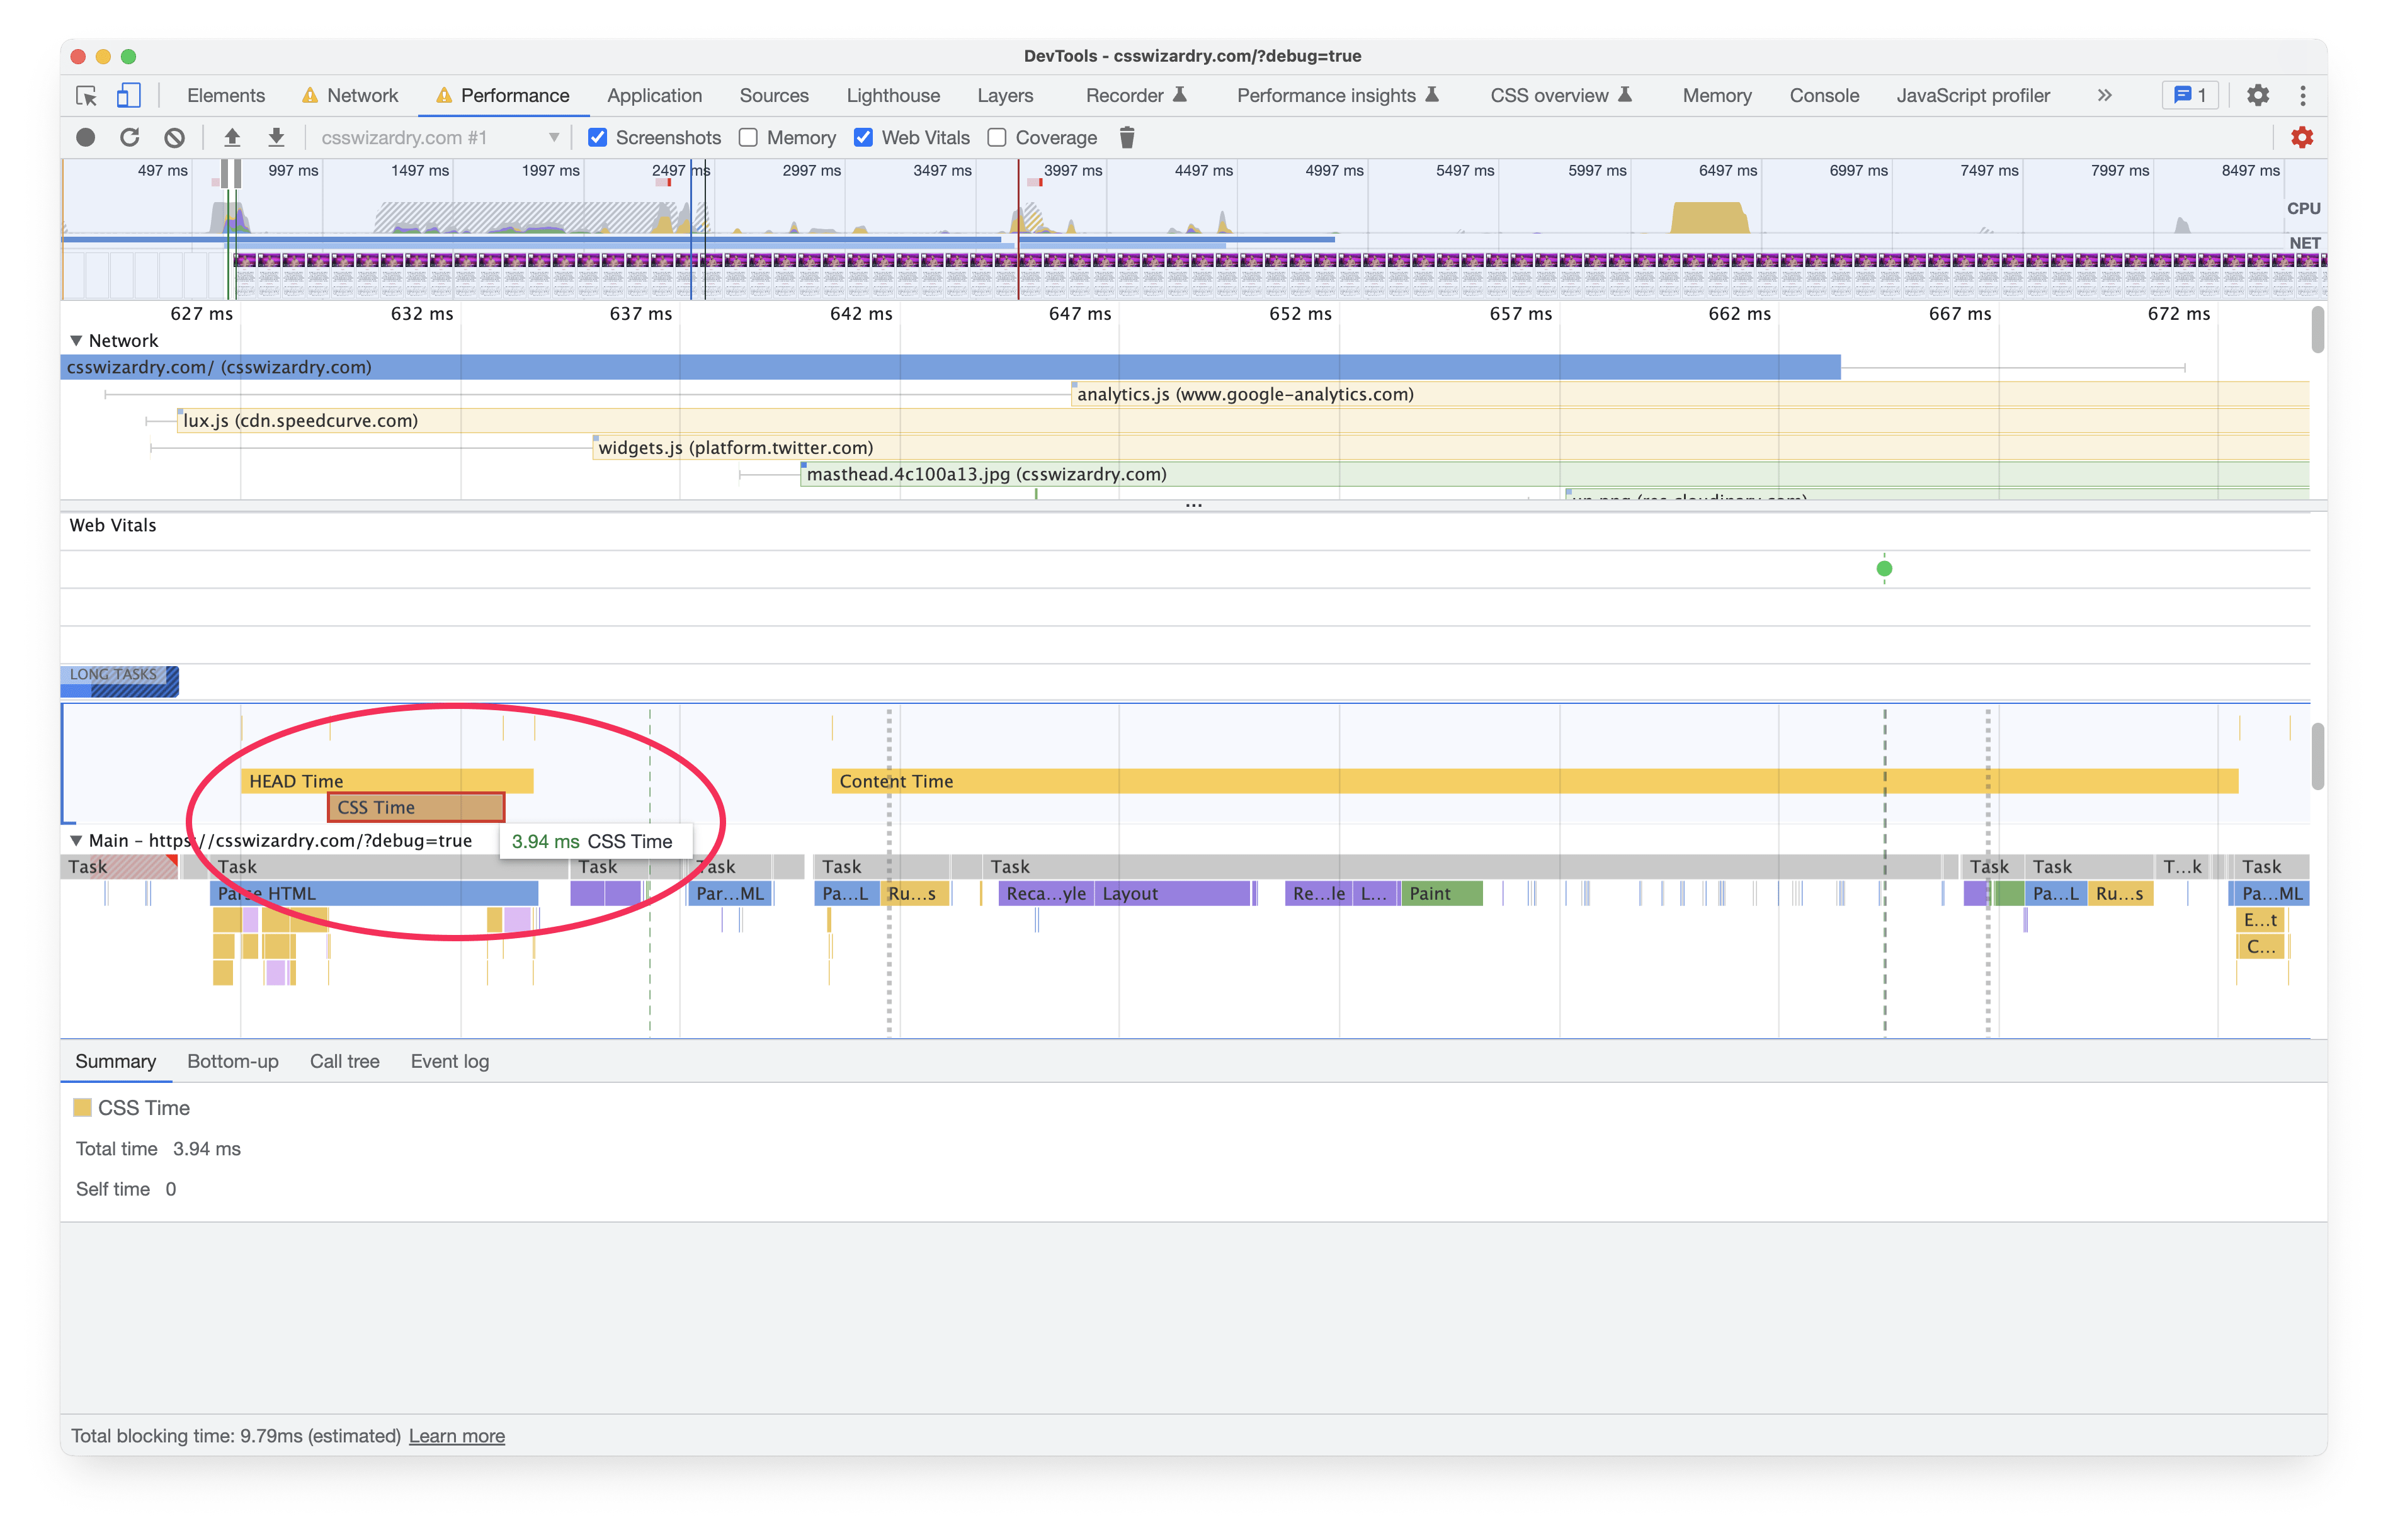 DevTools - csswizardry.com/?debug=true
Elements Network Performance Application Sources Lighthouse Layers Recorder Performance insights CSS overview Memory Console JavaScript profiler » 1
csswizardry.com #1 Screenshots Memory Web Vitals Coverage
497 ms 997 ms 1497 ms 1997 ms 2497 ms 2997 ms 3497 ms 3997 ms 4497 ms 4997 ms 5497 ms 5997 ms 6497 ms 6997 ms 7497 ms 7997 ms 8497 ms
CPU
NET
627 ms 632 ms 637 ms 642 ms 647 ms 652 ms 657 ms 662 ms 667 ms 672 ms
Network
csswizardry.com/ (csswizardry.com)
analytics.js (www.google-analytics.com)
lux.js (cdn.speedcurve.com)
widgets.js (platform.twitter.com)
masthead.4c100a13.jpg (csswizardry.com)
...
Web Vitals
LONG TASKS
HEAD Time Content Time
CSS Time
Main – https://csswizardry.com/?debug=true 3.94 ms CSS Time
Task Task Task Task Task Task Task Task T...k Task
Parse HTML Par...ML Pa...L Ru...s Reca...yle Layout Re...le L... Paint Pa...L Ru...s Pa...ML
E...t
C...
Summary Bottom-up Call tree Event log
CSS Time
Total time 3.94 ms
Self time 0
Total blocking time: 9.79ms (estimated) Learn more